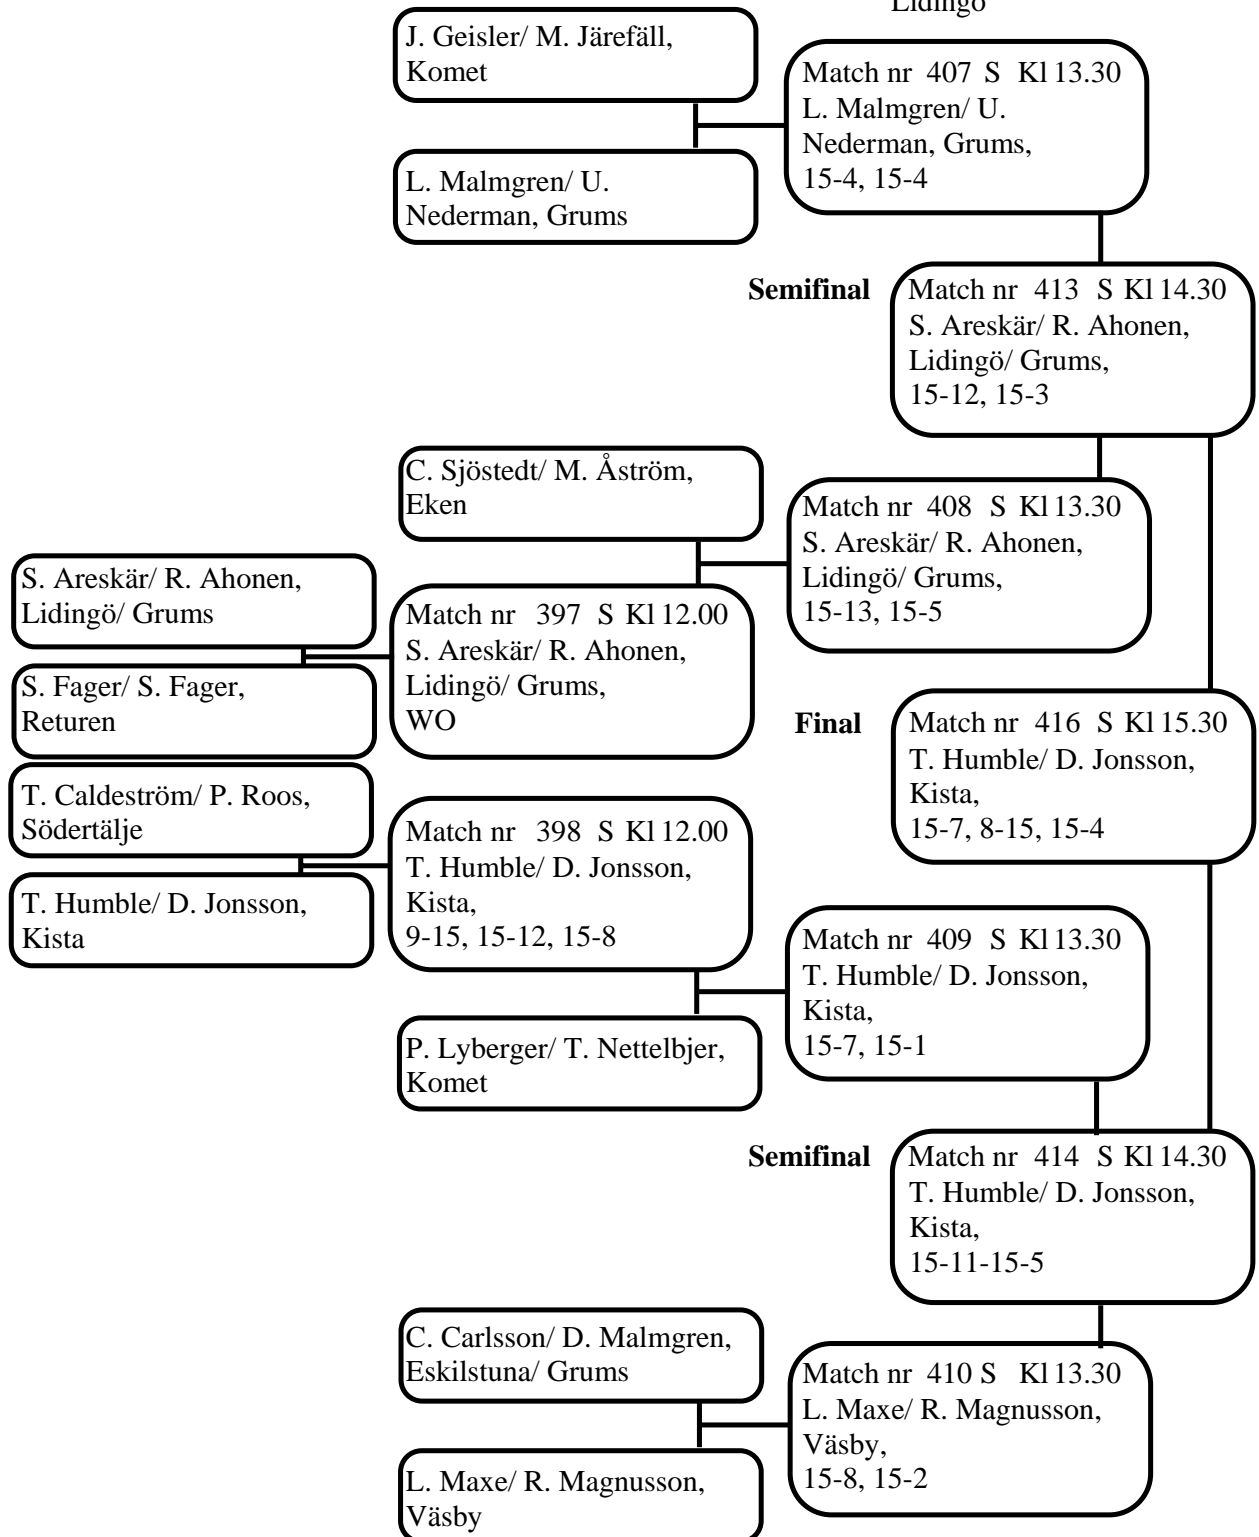 Lidingö
J. Geisler/ M. Järefäll,
Komet
Match nr 407 S Kl 13.30
L. Malmgren/ U.
Nederman, Grums,
15-4, 15-4
L. Malmgren/ U.
Nederman, Grums
Semifinal
Match nr 413 S Kl 14.30
S. Areskär/ R. Ahonen,
Lidingö/ Grums,
15-12, 15-3
C. Sjöstedt/ M. Åström,
Eken
Match nr 408 S Kl 13.30
S. Areskär/ R. Ahonen,
Lidingö/ Grums,
15-13, 15-5
S. Areskär/ R. Ahonen,
Lidingö/ Grums
Match nr 397 S Kl 12.00
S. Areskär/ R. Ahonen,
Lidingö/ Grums,
WO
S. Fager/ S. Fager,
Returen
Final
Match nr 416 S Kl 15.30
T. Humble/ D. Jonsson,
Kista,
15-7, 8-15, 15-4
T. Caldeström/ P. Roos,
Södertälje
Match nr 398 S Kl 12.00
T. Humble/ D. Jonsson,
Kista,
9-15, 15-12, 15-8
T. Humble/ D. Jonsson,
Kista
Match nr 409 S Kl 13.30
T. Humble/ D. Jonsson,
Kista,
15-7, 15-1
P. Lyberger/ T. Nettelbjer,
Komet
Semifinal
Match nr 414 S Kl 14.30
T. Humble/ D. Jonsson,
Kista,
15-11-15-5
C. Carlsson/ D. Malmgren,
Eskilstuna/ Grums
Match nr 410 S Kl 13.30
L. Maxe/ R. Magnusson,
Väsby,
15-8, 15-2
L. Maxe/ R. Magnusson,
Väsby